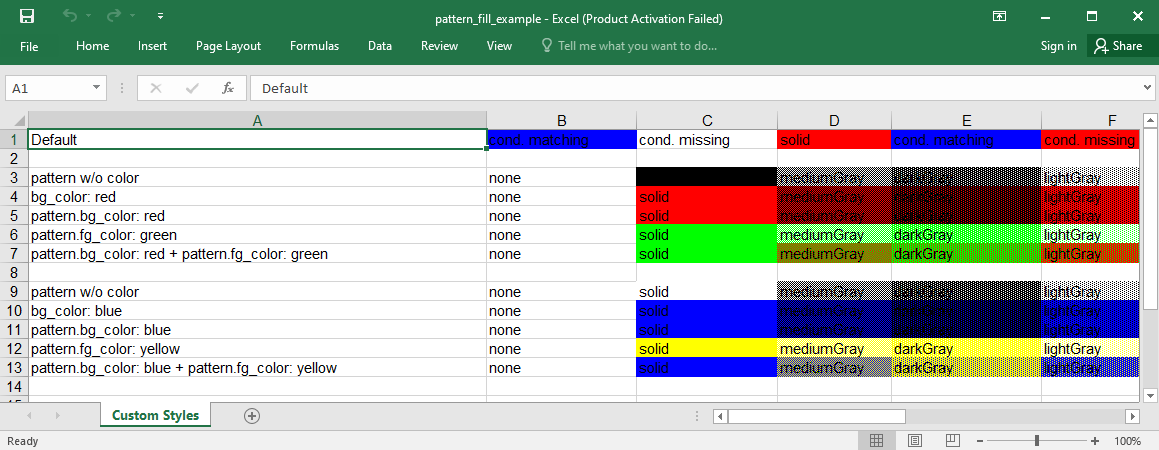 pattern_fill_example - Excel (Product Activation Failed)
File Home Insert Page Layout Formulas Data Review View Tell me what you want to do... Sign in Share
A1 fx Default
A B C D E F
1 Default cond. matching cond. missing solid cond. matching cond. missing
2
3 pattern w/o color none mediumGray darkGray lightGray
4 bg_color: red none solid mediumGray lightGray
5 pattern.bg_color: red none solid mediumGray lightGray
6 pattern.fg_color: green none solid mediumGray darkGray lightGray
7 pattern.bg_color: red + pattern.fg_color: green none solid mediumGray darkGray lightGray
8
9 pattern w/o color none solid mediumGray darkGray lightGray
10 bg_color: blue none solid mediumGray lightGray
11 pattern.bg_color: blue none solid mediumGray lightGray
12 pattern.fg_color: yellow none solid mediumGray darkGray lightGray
13 pattern.bg_color: blue + pattern.fg_color: yellow none solid mediumGray darkGray lightGray
14
Custom Styles
Ready 100%